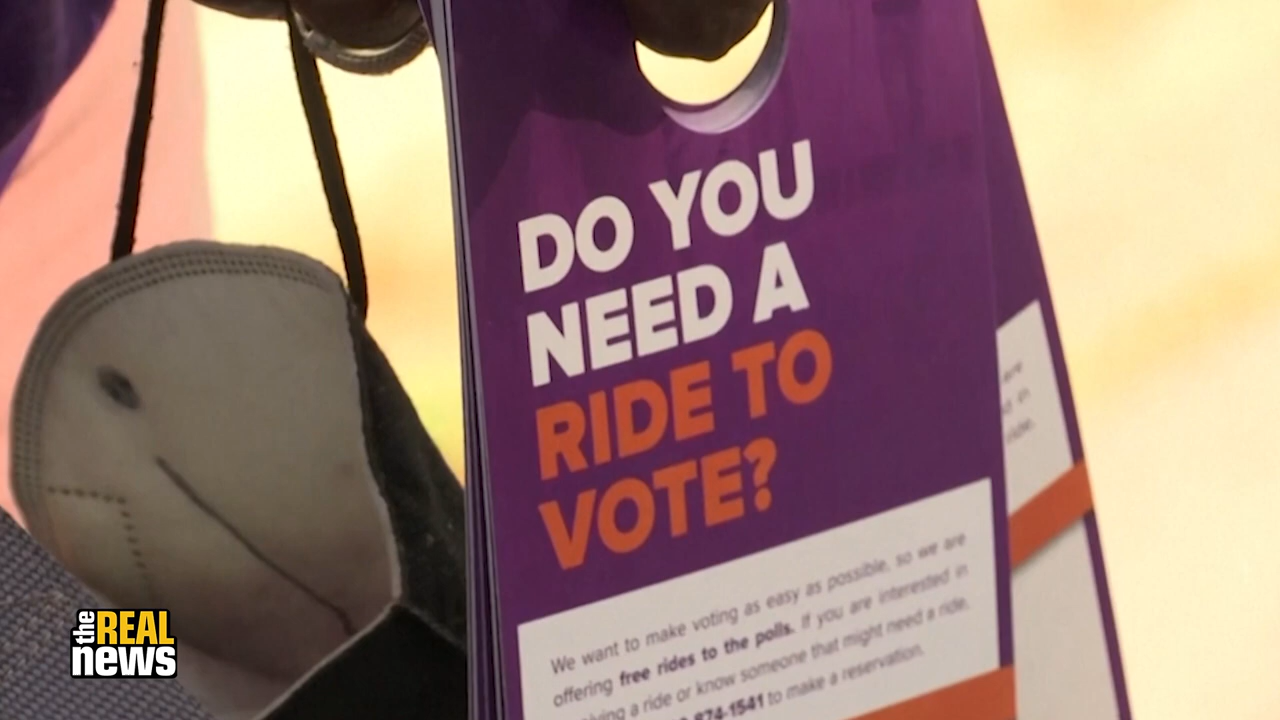 DO YOU
NEED A
RIDE TO
VOTE?
We want to make voting as easy as possible, so we are
offering free rides to the polls. If you are interested in
a ride or know someone that might need a ride,
874-1541 to make a reservation.
are
ride.
the REAL
news